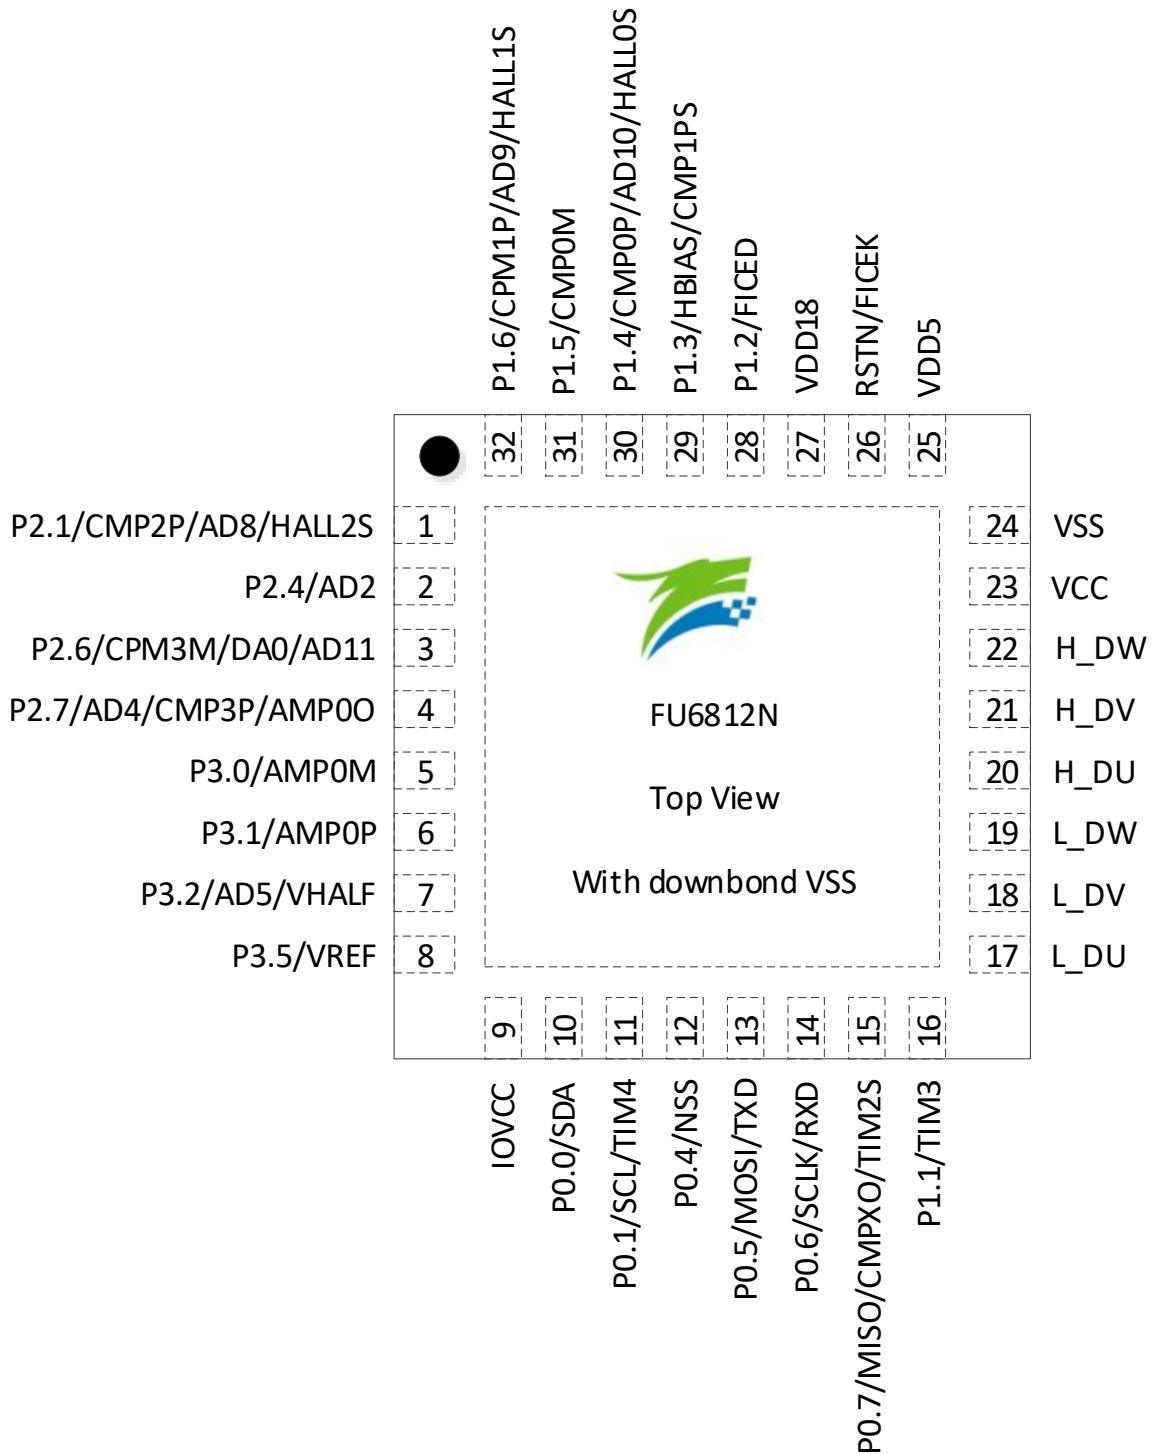 P1.6/CPM1P/AD9/HALL1S
P1.5/CMP0M
P1.4/CMP0P/AD10/HALL0S
P1.3/HBIAS/CMP1PS
P1.2/FICED
VDD18
RSTN/FICEK
VDD5
32
31
30
29
28
27
26
25
P2.1/CMP2P/AD8/HALL2S 1
P2.4/AD2 2
P2.6/CPM3M/DA0/AD11 3
P2.7/AD4/CMP3P/AMP0O 4
P3.0/AMP0M 5
P3.1/AMP0P 6
P3.2/AD5/VHALF 7
P3.5/VREF 8
FU6812N
Top View
With downbond VSS
24 VSS
23 VCC
22 H_DW
21 H_DV
20 H_DU
19 L_DW
18 L_DV
17 L_DU
9
10
11
12
13
14
15
16
IOVCC
P0.0/SDA
P0.1/SCL/TIM4
P0.4/NSS
P0.5/MOSI/TXD
P0.6/SCLK/RXD
P0.7/MISO/CMPXO/TIM2S
P1.1/TIM3